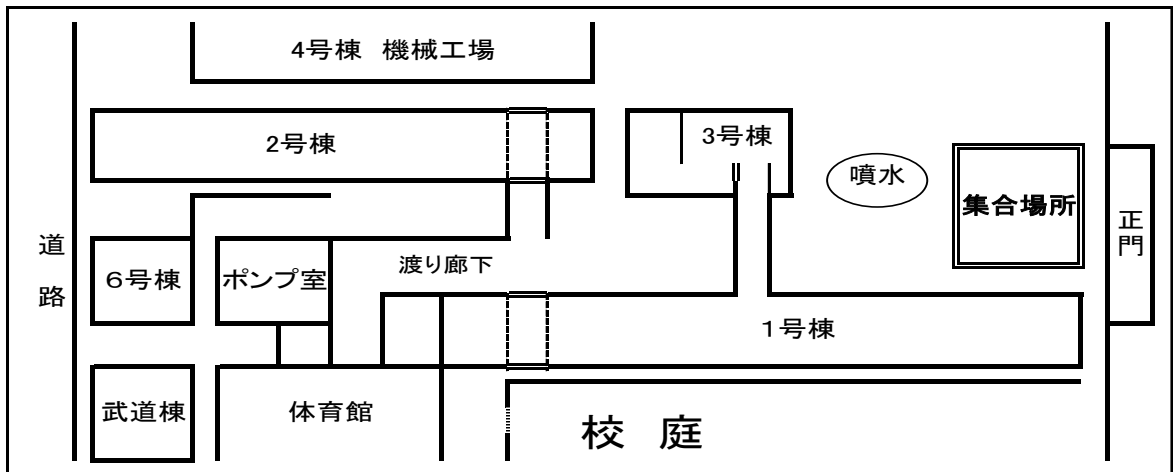 4号棟 機械工場
2号棟
3号棟
噴水
集合場所
正門
道路
6号棟
ポンプ室
渡り廊下
1号棟
武道棟
体育館
校庭